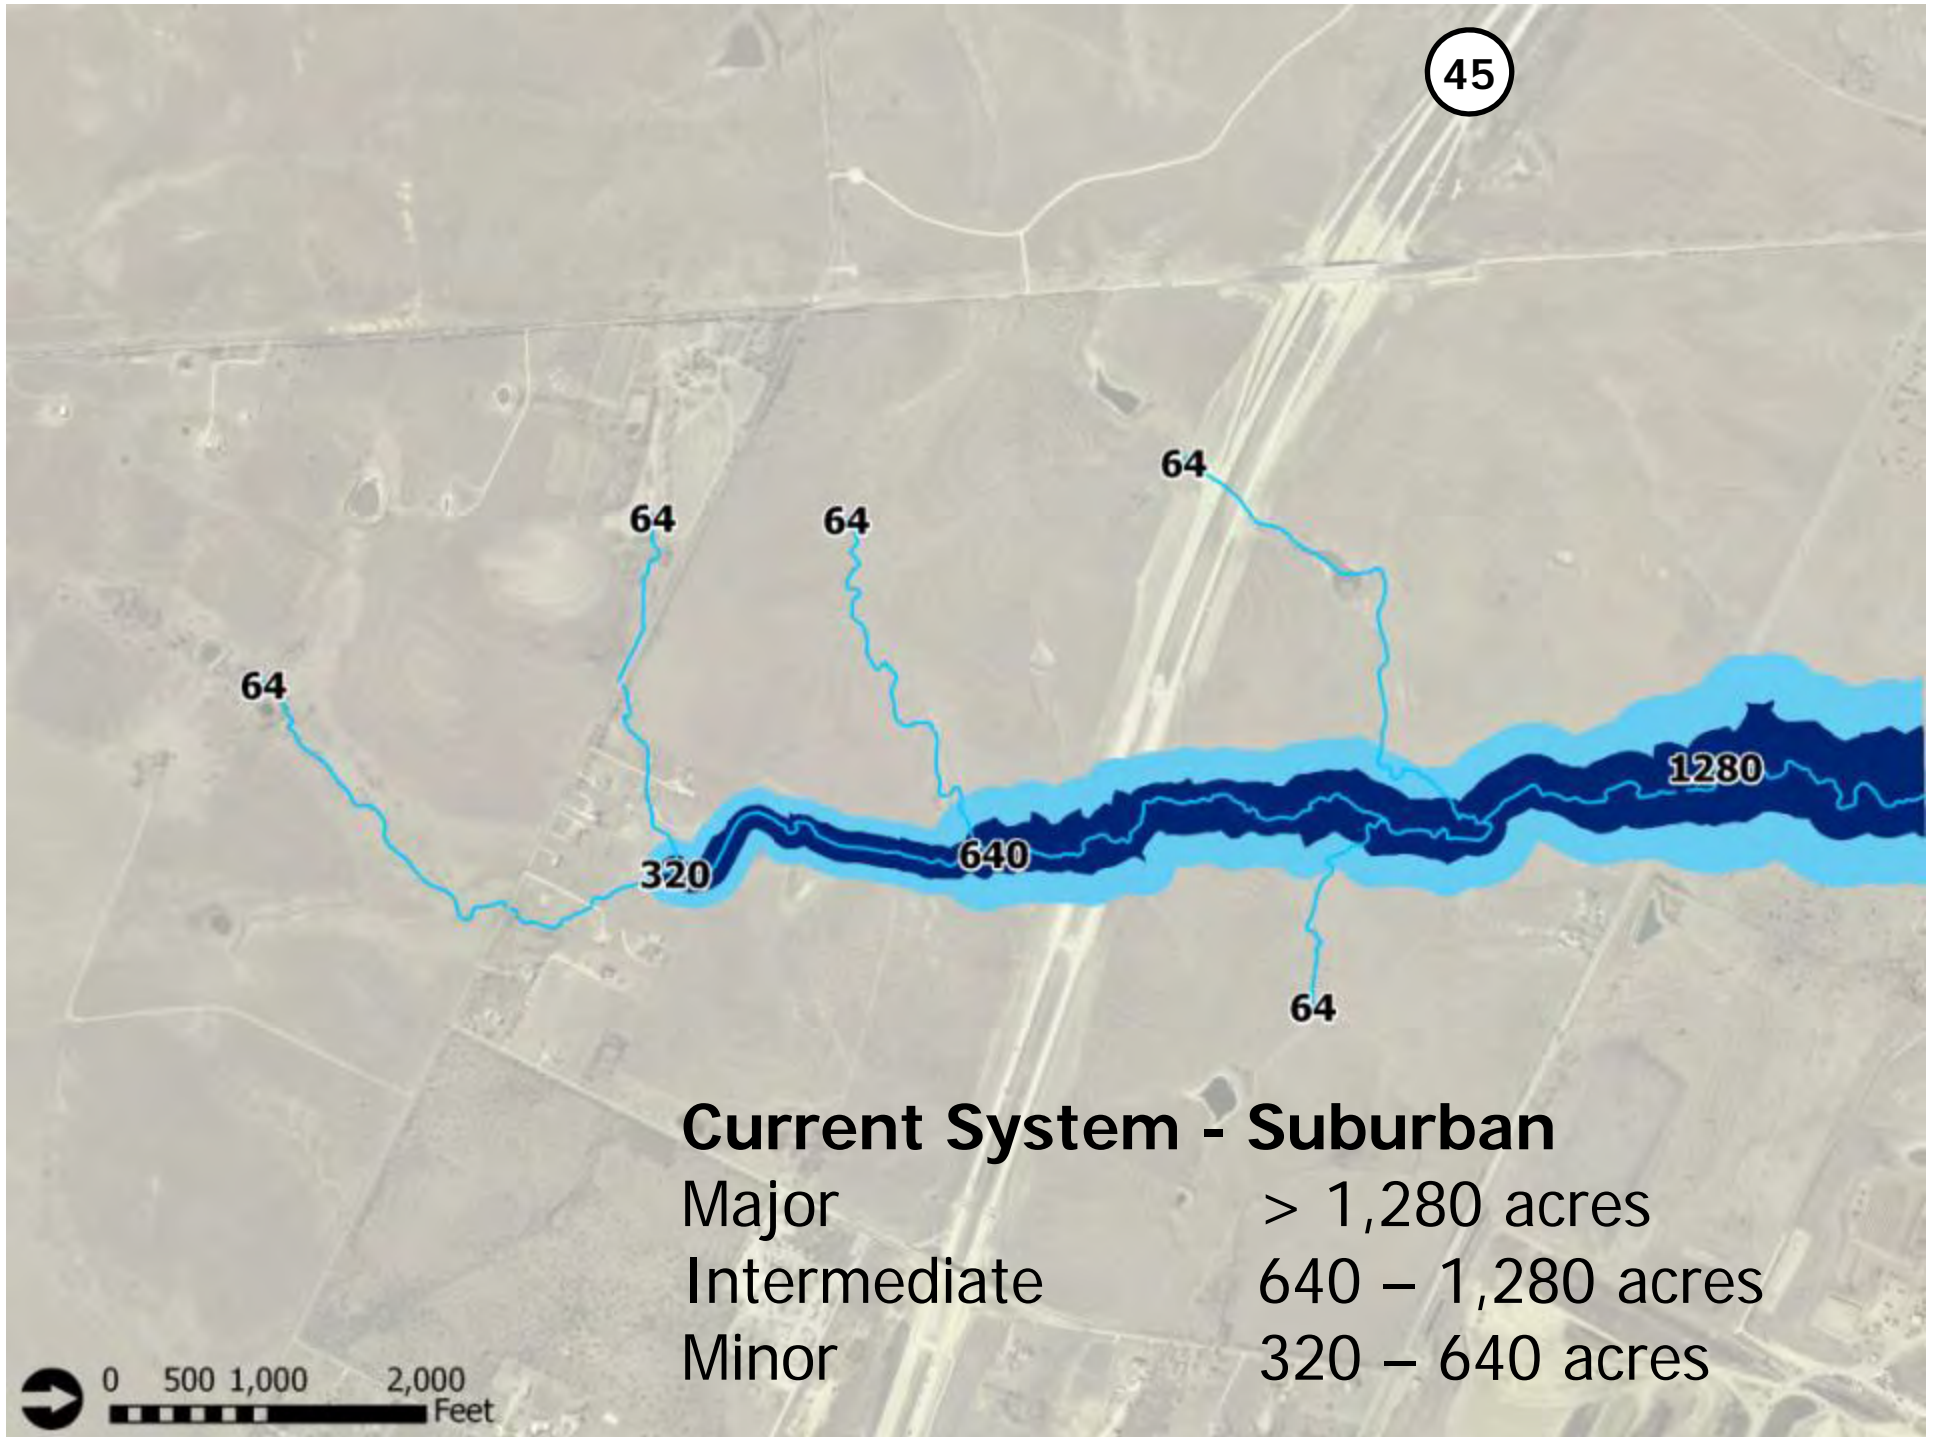 45
64
64
64
64
1280
640
320
64
Current System - Suburban
Major > 1,280 acres
Intermediate 640 – 1,280 acres
Minor 320 – 640 acres
0 500 1,000 2,000
Feet